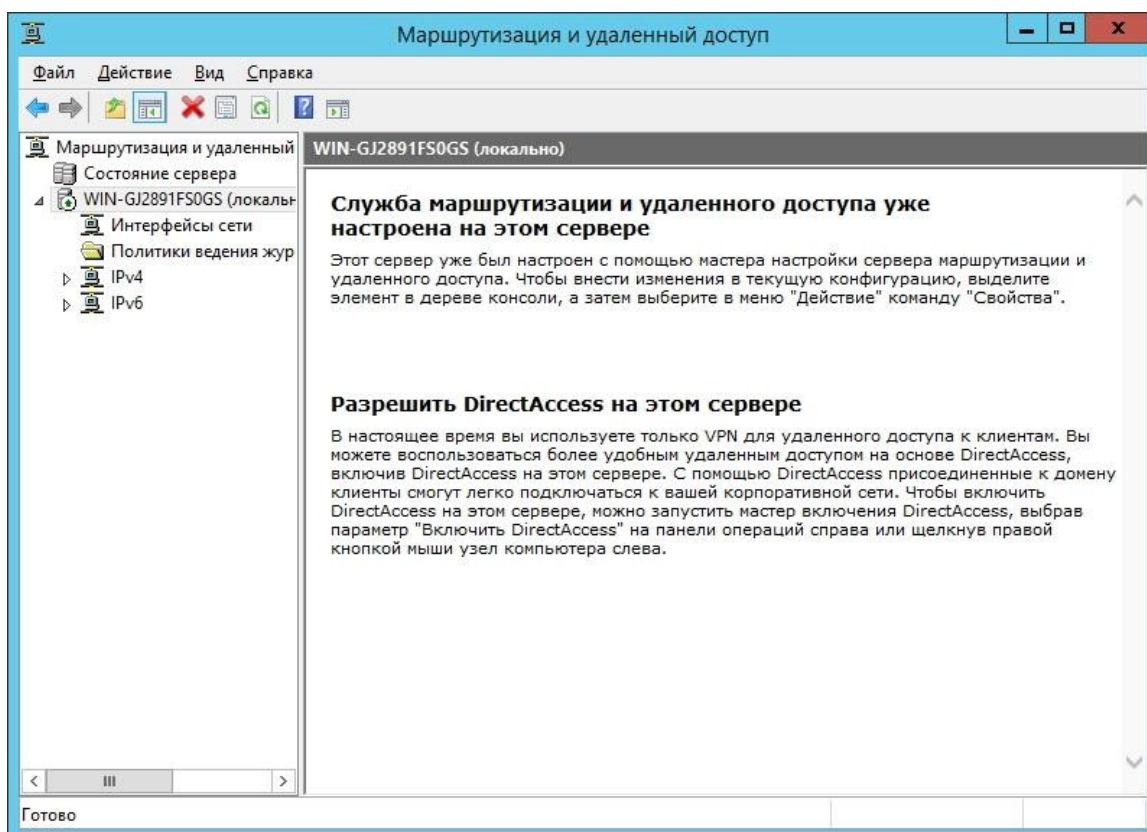 Маршрутизация и удаленный доступ
Файл Действие Вид Справка
Маршрутизация и удаленный
Состояние сервера
WIN-GJ2891FS0GS (локальн
Интерфейсы сети
Политики ведения жур
IPv4
IPv6
WIN-GJ2891FS0GS (локально)
Служба маршрутизации и удаленного доступа уже
настроена на этом сервере
Этот сервер уже был настроен с помощью мастера настройки сервера маршрутизации и
удаленного доступа. Чтобы внести изменения в текущую конфигурацию, выделите
элемент в дереве консоли, а затем выберите в меню "Действие" команду "Свойства".
Разрешить DirectAccess на этом сервере
В настоящее время вы используете только VPN для удаленного доступа к клиентам. Вы
можете воспользоваться более удобным удаленным доступом на основе DirectAccess,
включив DirectAccess на этом сервере. С помощью DirectAccess присоединенные к домену
клиенты смогут легко подключаться к вашей корпоративной сети. Чтобы включить
DirectAccess на этом сервере, можно запустить мастер включения DirectAccess, выбрав
параметр "Включить DirectAccess" на панели операций справа или щелкнув правой
кнопкой мыши узел компьютера слева.
Готово